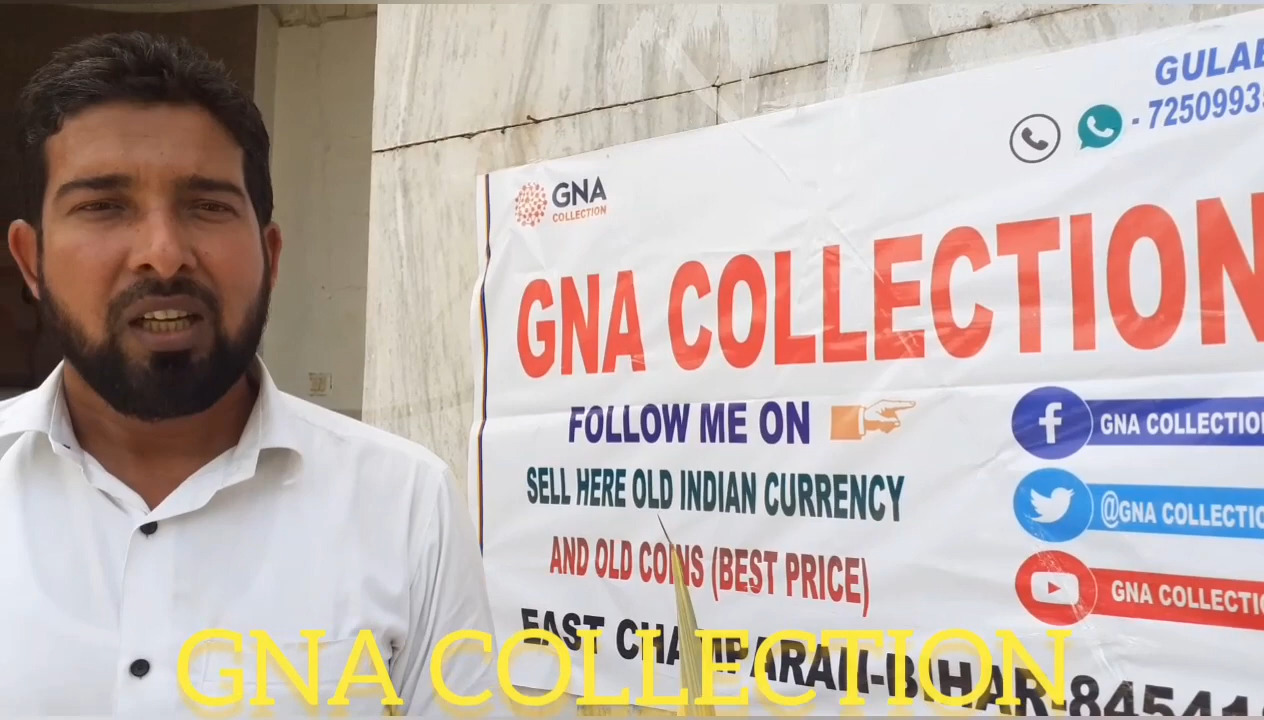 GULAB
- 7250993
GNA
COLLECTION
GNA COLLECTION
FOLLOW ME ON
SELL HERE OLD INDIAN CURRENCY
AND OLD COINS (BEST PRICE)
EAST CHAMPARAN-BIHAR-84541
GNA COLLECTION
@GNA COLLECTIO
GNA COLLECTIO
GNA COLLECTION